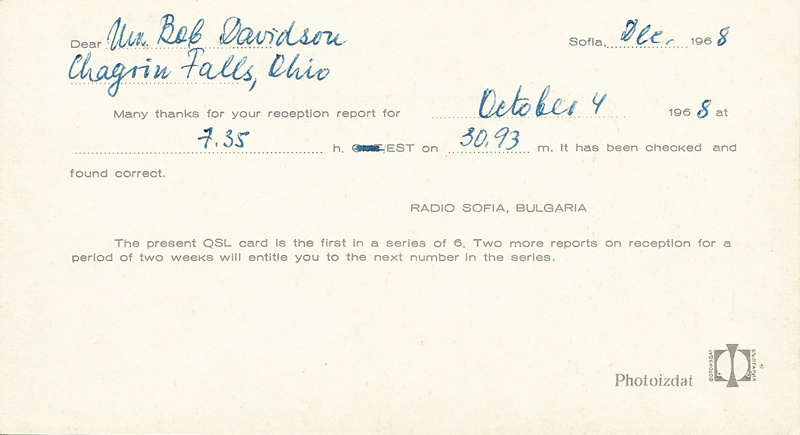 Dear Mr. Bob Davidson Sofia, Dec. 1968
Chagrin Falls, Ohio
Many thanks for your reception report for October 4 1968 at
7.35 h, EST on 30.93 m. It has been checked and
found correct.
RADIO SOFIA, BULGARIA
The present QSL card is the first in a series of 6. Two more reports on reception for a
period of two weeks will entitle you to the next number in the series.
Photoizdat